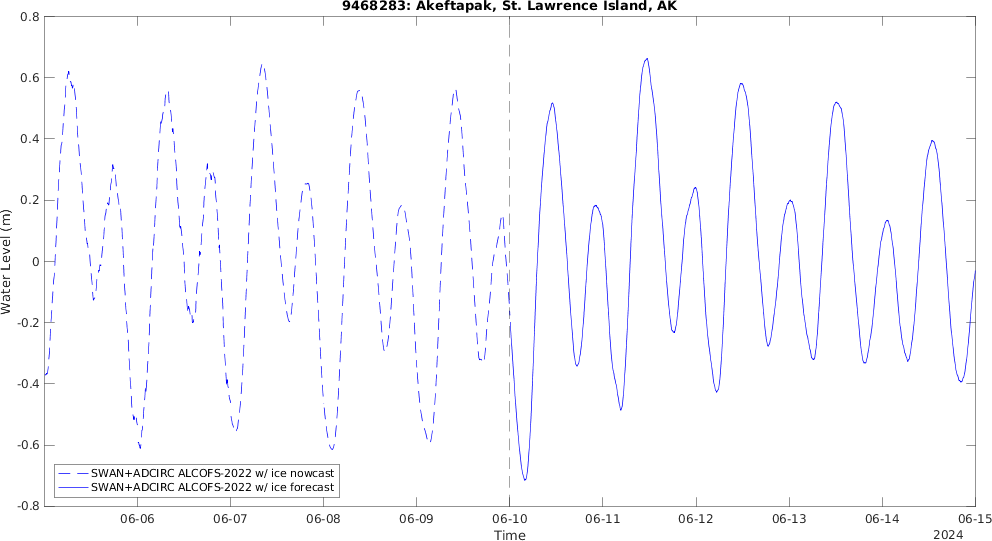 9468283: Akeftapak, St. Lawrence Island, AK
Water Level (m)
0.8
0.6
0.4
0.2
0
-0.2
-0.4
-0.6
-0.8
SWAN+ADCIRC ALCOFS-2022 w/ ice nowcast
SWAN+ADCIRC ALCOFS-2022 w/ ice forecast
06-06 06-07 06-08 06-09 06-10 06-11 06-12 06-13 06-14 06-15
Time
2024